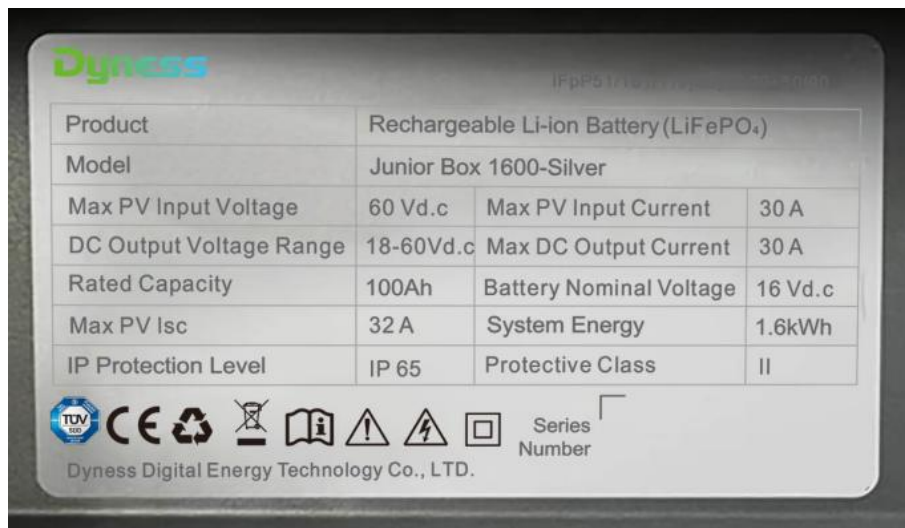 Dyness
Product Rechargeable Li-ion Battery (LiFePO₄)
Model Junior Box 1600-Silver
Max PV Input Voltage 60 Vd.c Max PV Input Current 30 A
DC Output Voltage Range 18-60Vd.c Max DC Output Current 30 A
Rated Capacity 100Ah Battery Nominal Voltage 16 Vd.c
Max PV Isc 32 A System Energy 1.6kWh
IP Protection Level IP 65 Protective Class II
TÜV SÜD CE
Series
Number
Dyness Digital Energy Technology Co., LTD.